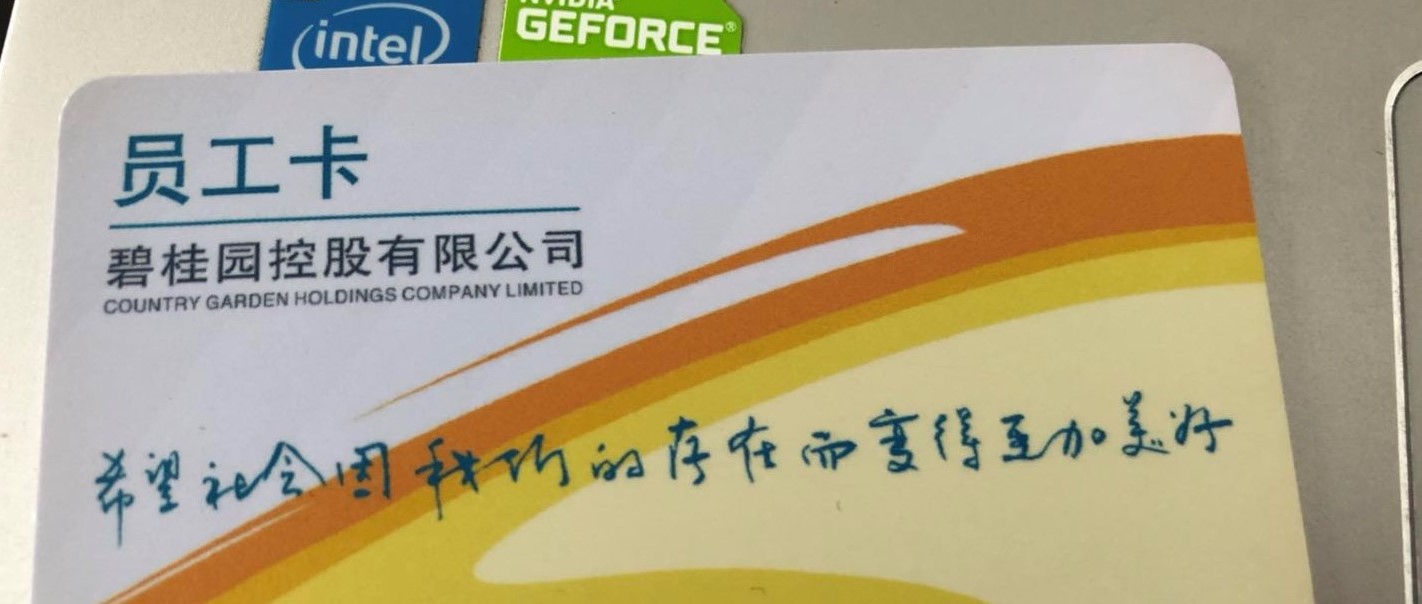 intel
NVIDIA
GEFORCE®
员工卡
碧桂园控股有限公司
COUNTRY GARDEN HOLDINGS COMPANY LIMITED
希望社会因我们的存在而变得更加美好